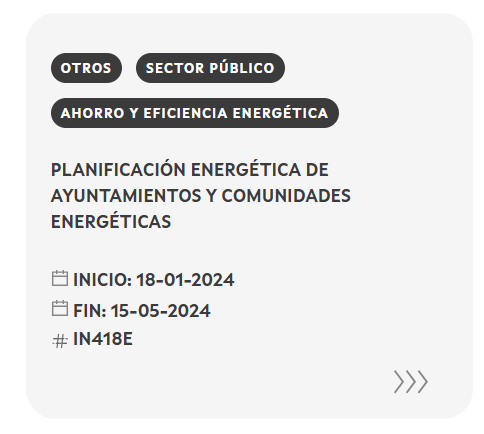 OTROS SECTOR PÚBLICO
AHORRO Y EFICIENCIA ENERGÉTICA
PLANIFICACIÓN ENERGÉTICA DE
AYUNTAMIENTOS Y COMUNIDADES
ENERGÉTICAS
INICIO: 18-01-2024
FIN: 15-05-2024
# IN418E